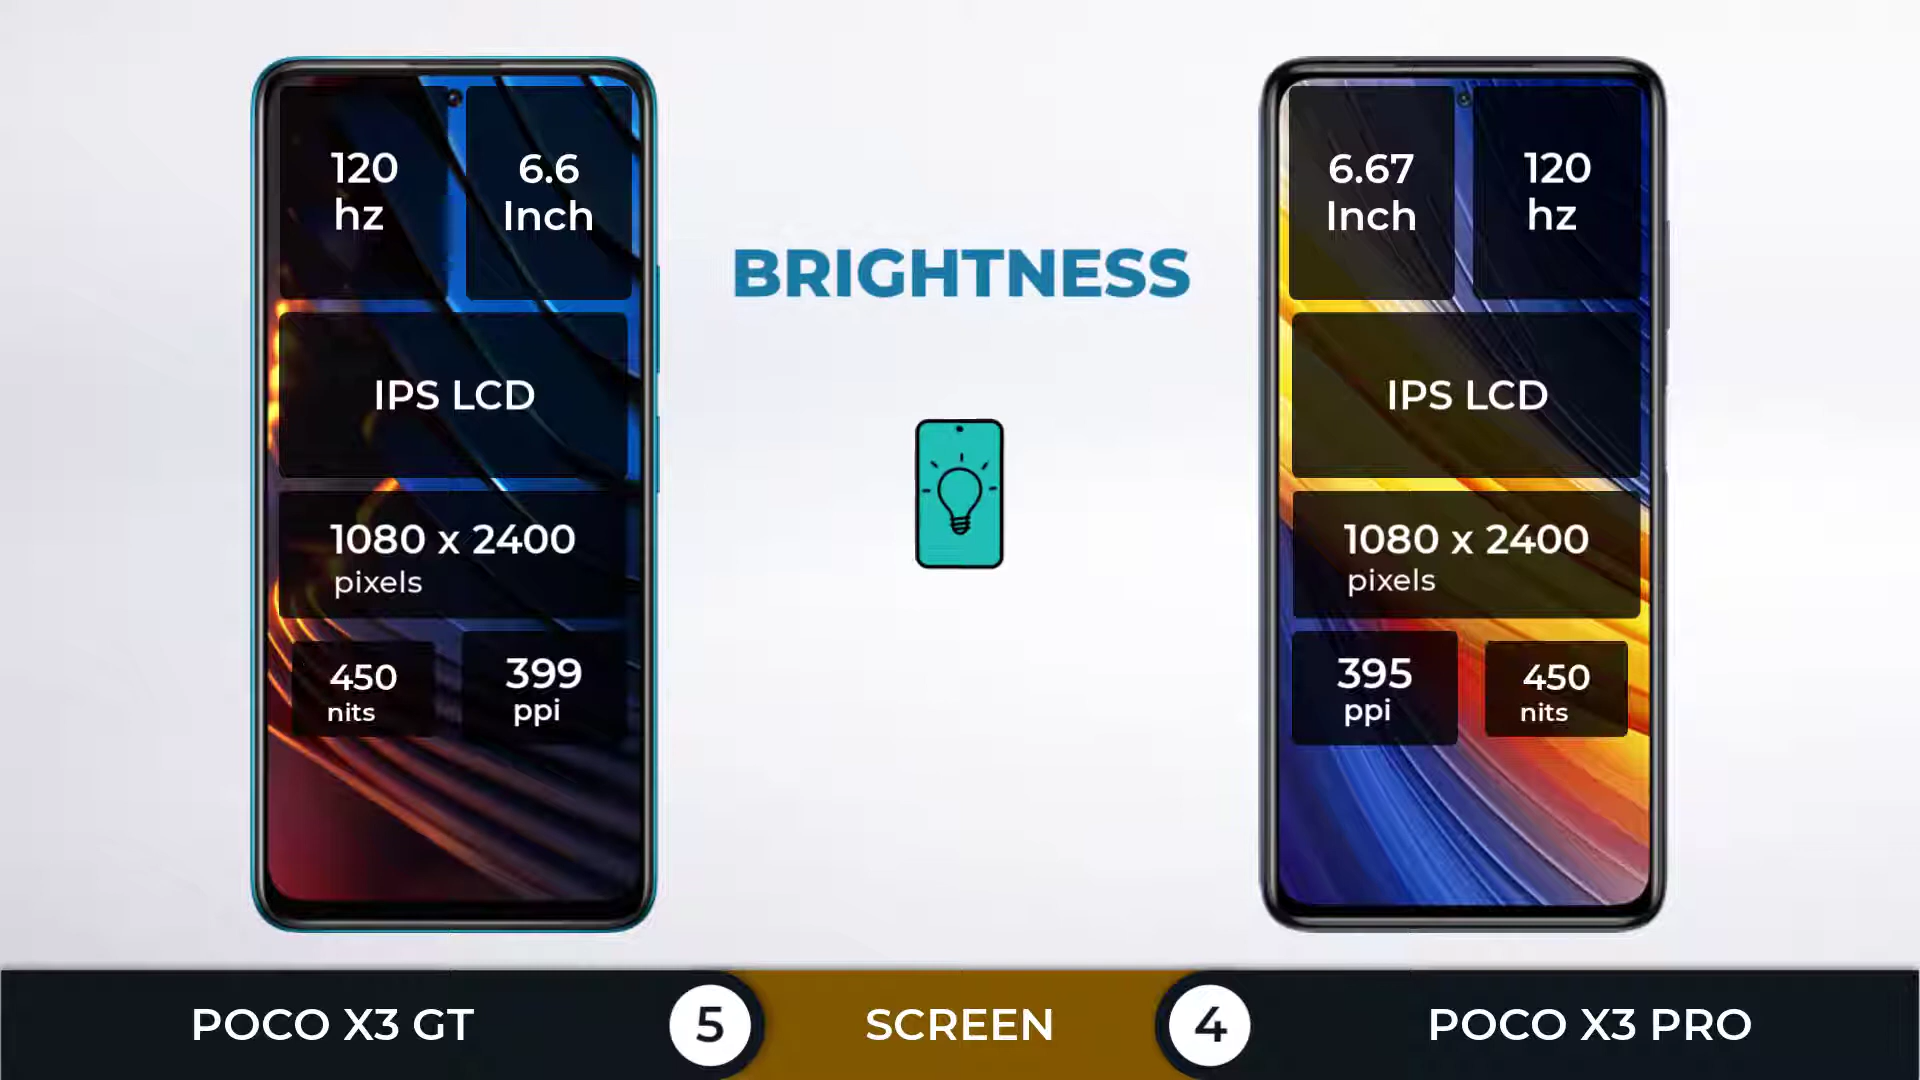 120
hz
6.6
Inch
IPS LCD
1080 x 2400
pixels
450
nits
399
ppi
BRIGHTNESS
6.67
Inch
120
hz
IPS LCD
1080 x 2400
pixels
395
ppi
450
nits
POCO X3 GT
5
SCREEN
4
POCO X3 PRO